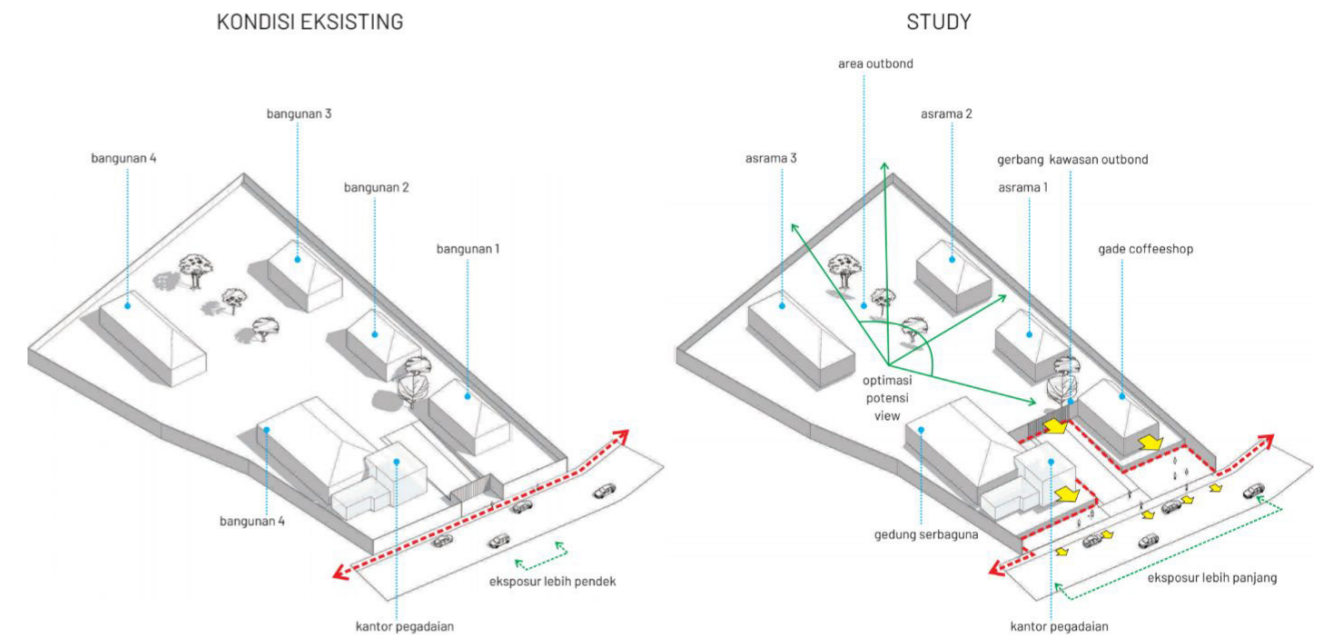 KONDISI EKSISTING
bangunan 3
bangunan 4
bangunan 2
bangunan 1
bangunan 4
eksposur lebih pendek
kantor pegadaian
STUDY
area outbond
asrama 2
asrama 3
gerbang kawasan outbond
asrama 1
gade coffeeshop
optimasi
potensi
view
gedung serbaguna
eksposur lebih panjang
kantor pegadaian